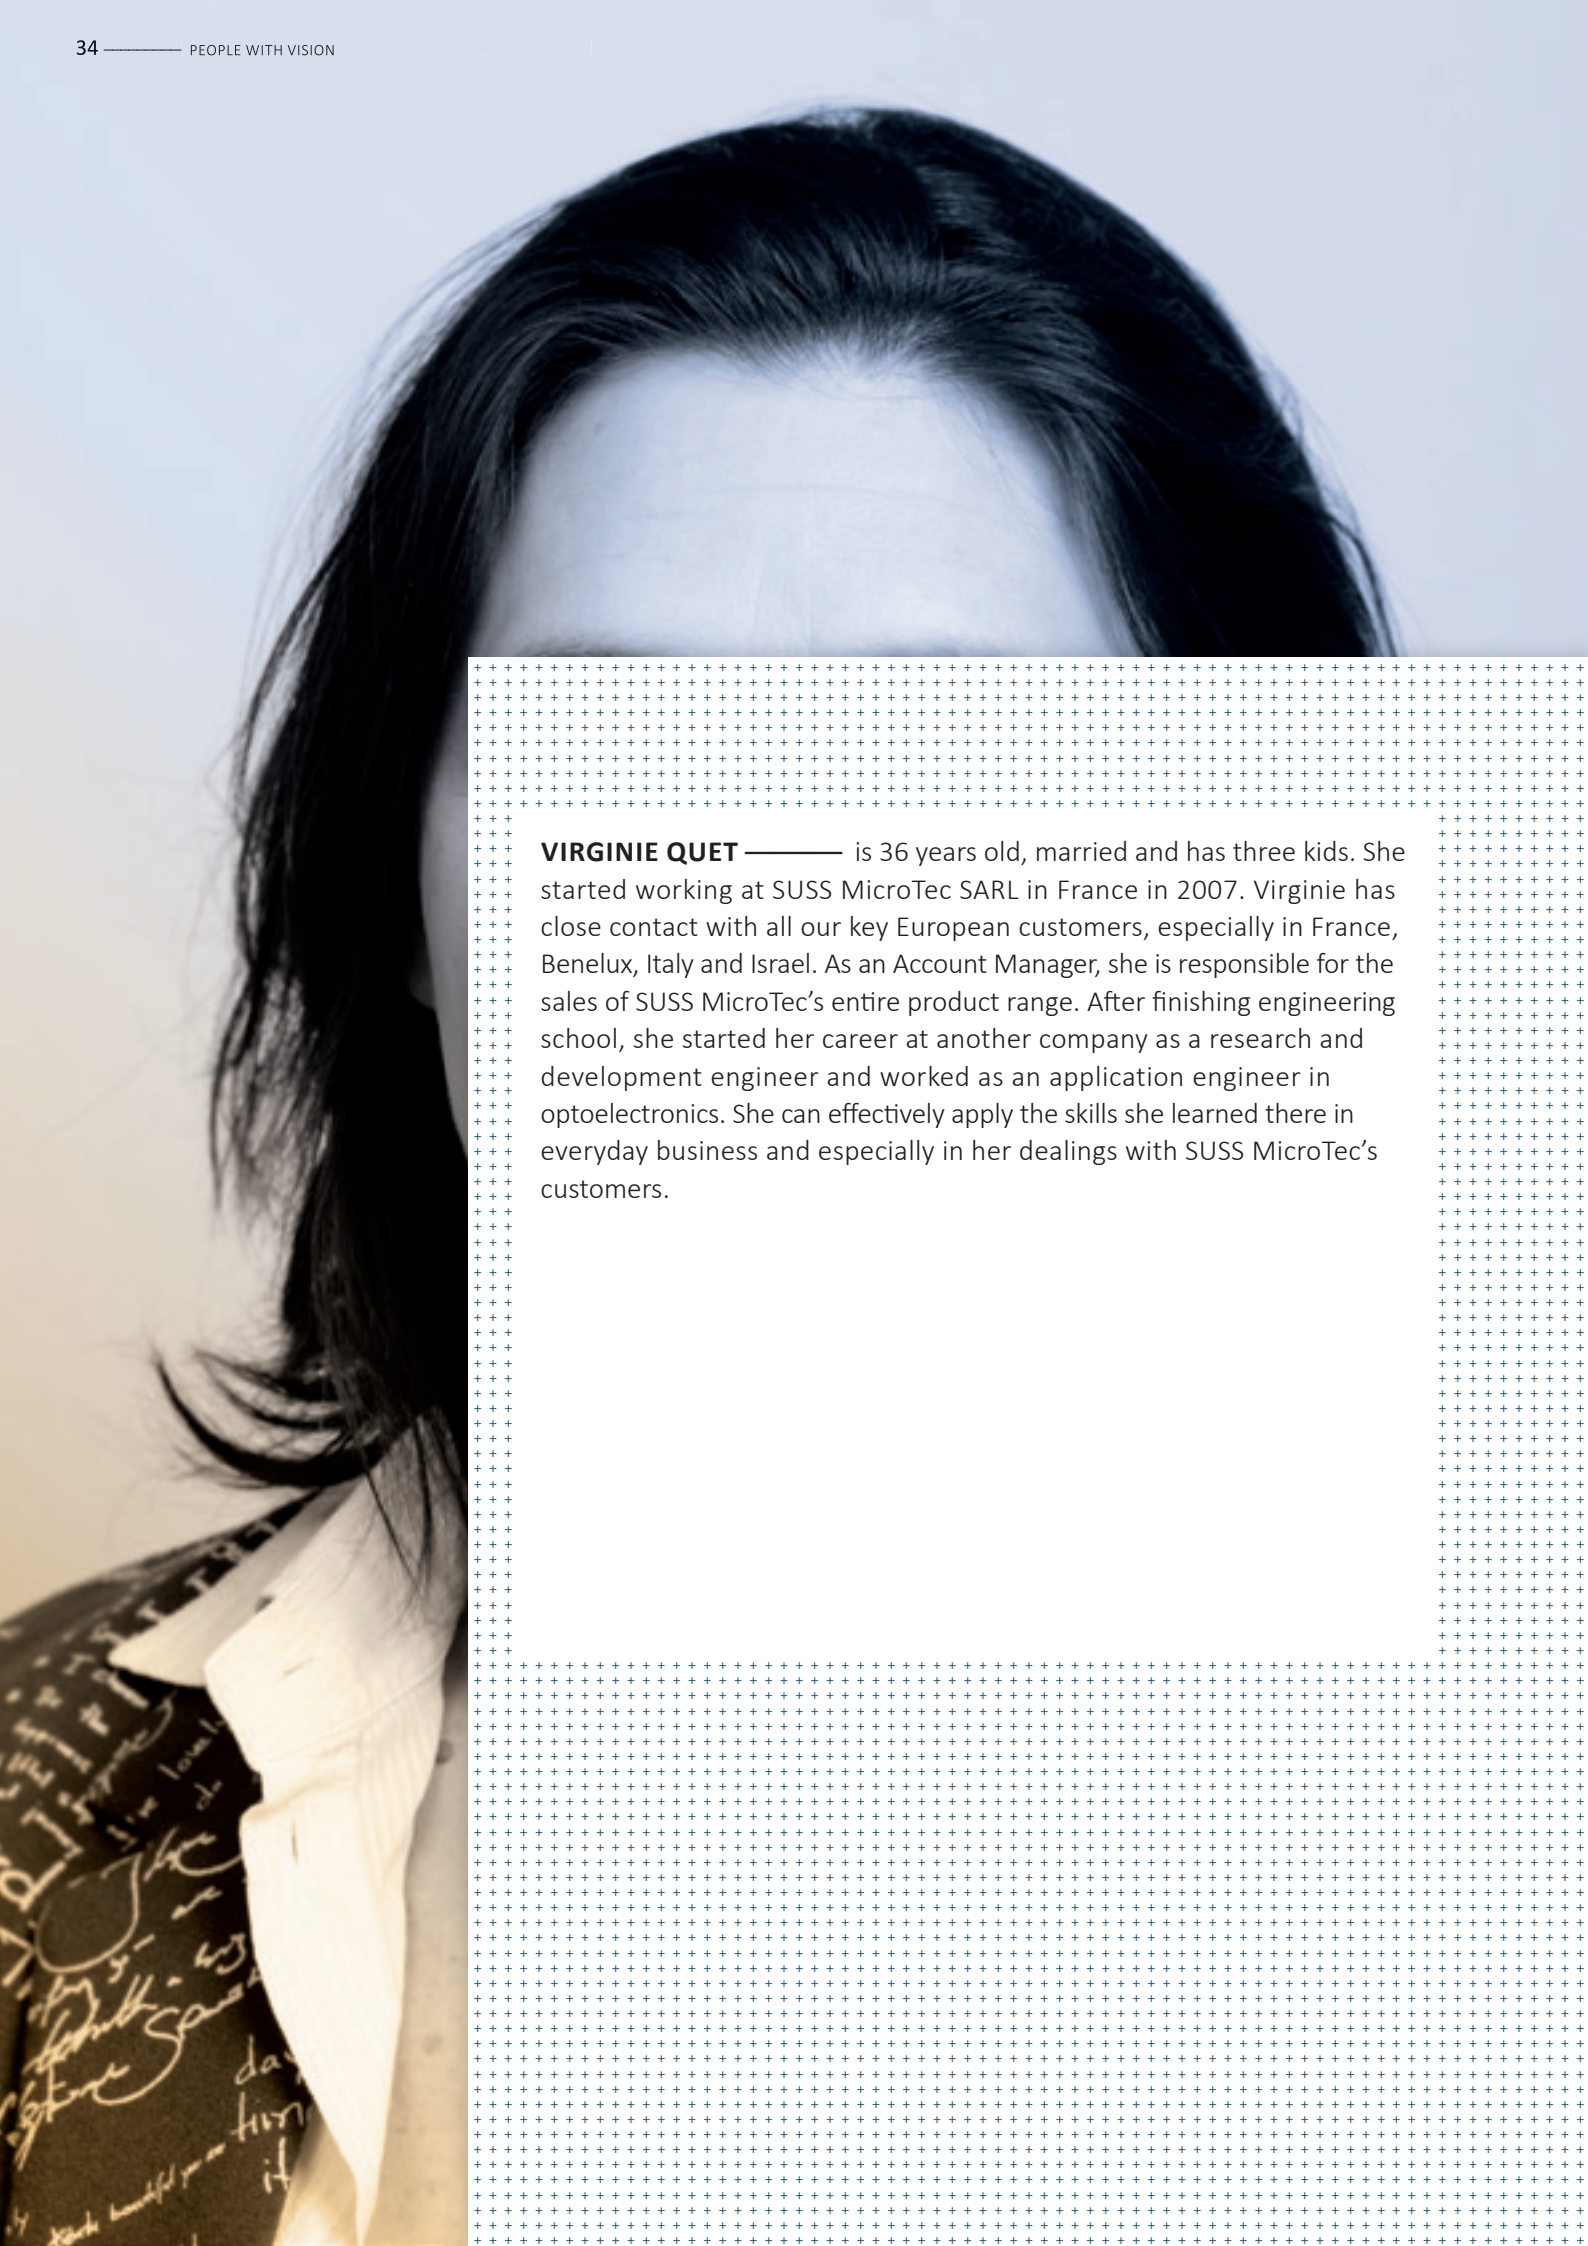 34 PEOPLE WITH VISION
VIRGINIE QUET is 36 years old, married and has three kids. She
started working at SUSS MicroTec SARL in France in 2007. Virginie has
close contact with all our key European customers, especially in France,
Benelux, Italy and Israel. As an Account Manager, she is responsible for the
sales of SUSS MicroTec’s entire product range. After finishing engineering
school, she started her career at another company as a research and
development engineer and worked as an application engineer in
optoelectronics. She can effectively apply the skills she learned there in
everyday business and especially in her dealings with SUSS MicroTec’s
customers.
do
day
it